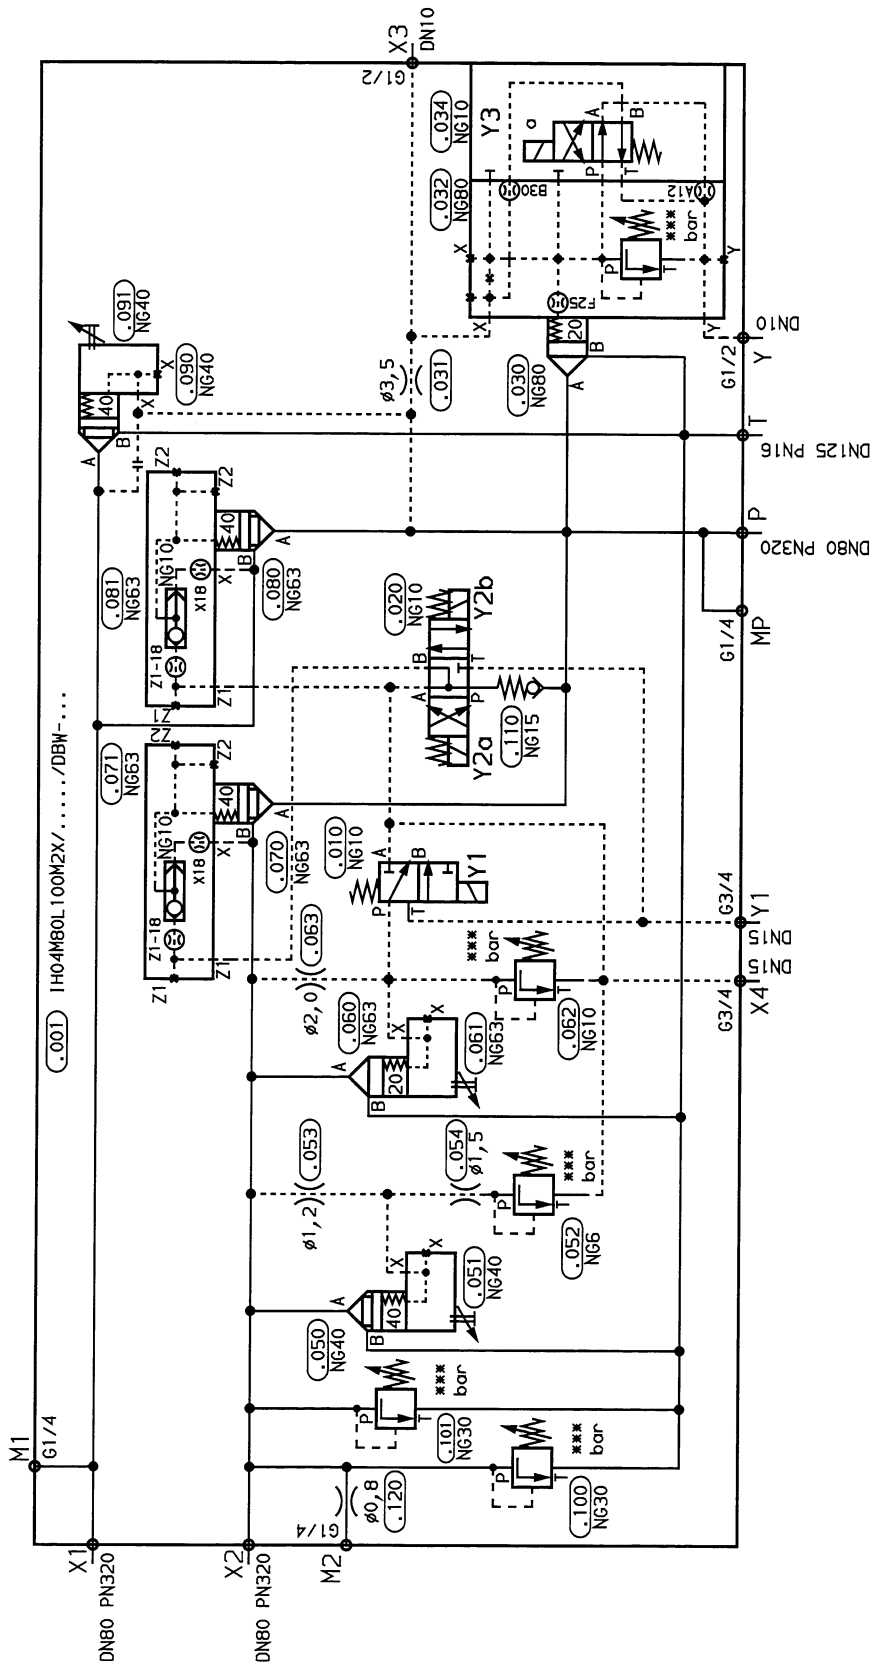 .001 IH04M80L100M2X/...../DBW-...
M1
G1/4
X1
DN80 PN320
X2
DN80 PN320
M2
G1/4
ø0,8
.120
.100
NG30
P
T
***
bar
.101
NG30
P
T
***
bar
.050
NG40
A
B
40
X
X
.051
NG40
ø1,2
.053
.054
ø1,5
P
T
***
bar
.052
NG6
.060
NG63
A
B
20
X
X
.061
NG63
ø2,0
.063
P
T
***
bar
.062
NG10
.010
NG10
P
A
T
B
Y1
.070
NG63
A
B
40
X
X18
Z1-18
NG10
Z1
Z1
Z2
Z2
.071
NG63
.080
NG63
A
B
40
X
X18
Z1-18
NG10
Z1
Z1
Z2
Z2
.081
NG63
.020
NG10
Y2a
Y2b
A
B
P
T
.110
NG15
.090
NG40
A
B
40
X
X
.091
NG40
ø3,5
.031
.030
NG80
A
B
20
F25
.032
NG80
X
X
B30
A12
P
T
***
bar
Y
Y
.034
NG10
Y3
a
P
A
T
B
X3
DN10
G1/2
G1/2
Y
DN10
T
DN125 PN16
P
DN80 PN320
G1/4
MP
G3/4
Y1
DN15
G3/4
X4
DN15